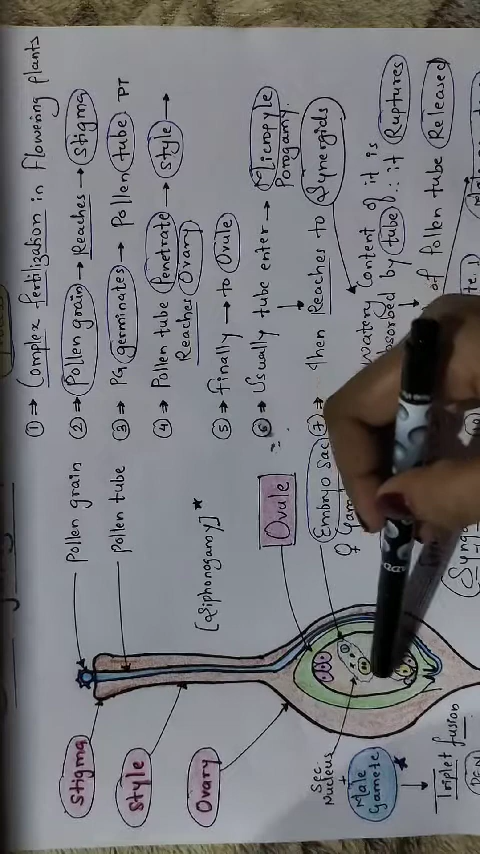 ① ⇒ Complex fertilization in flowering plants
② ⇒ Pollen grain → Reaches → Stigma
③ ⇒ PG germinates → Pollen tube PT
④ → Pollen tube Penetrate → style →
Reaches Ovary
⑤ ⇒ finally → to Ovule
⑥ ⇒ Usually tube enter → Micropyle
Porogamy
⑦ ⇒ Then Reaches to Synergids
content of it is
absorbed by tube ∴ it Ruptures
of Pollen tube Released
Pollen grain
Pollen tube
[Siphonogamy]*
Ovule
Embryo sac
Stigma
Style
Ovary
Sec. Nucleus
+
Male Gamete
Triplet fusion